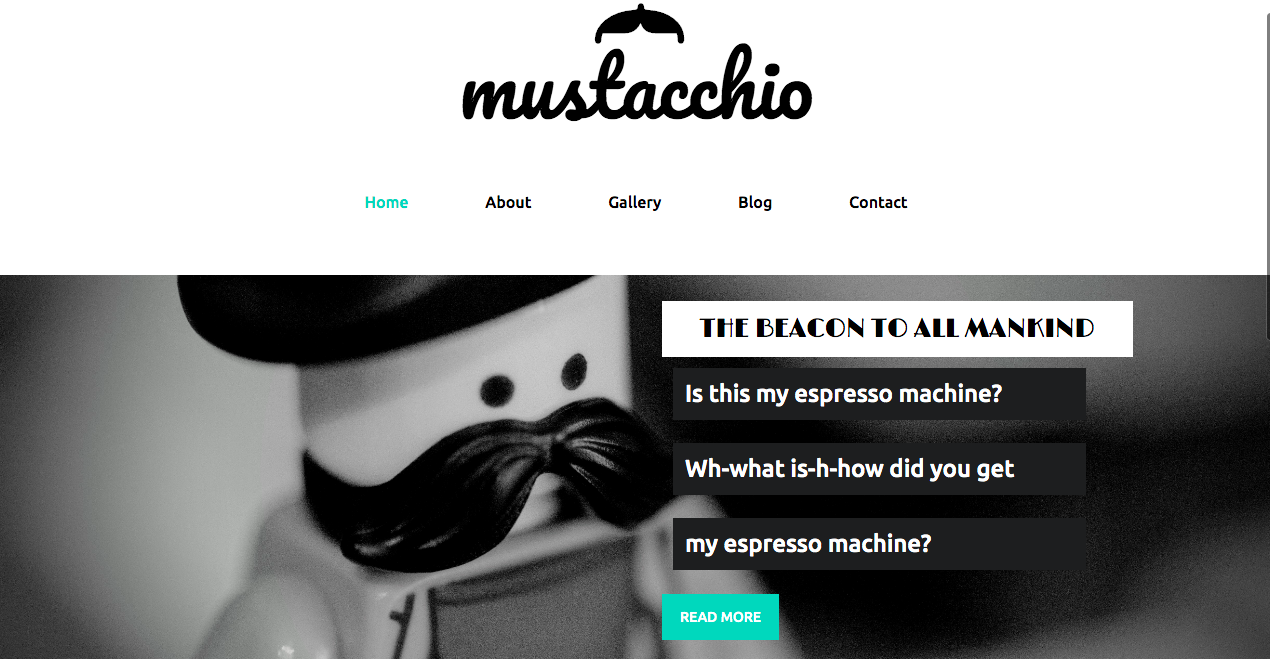 mustacchio
Home About Gallery Blog Contact
THE BEACON TO ALL MANKIND
Is this my espresso machine?
Wh-what is-h-how did you get
my espresso machine?
READ MORE